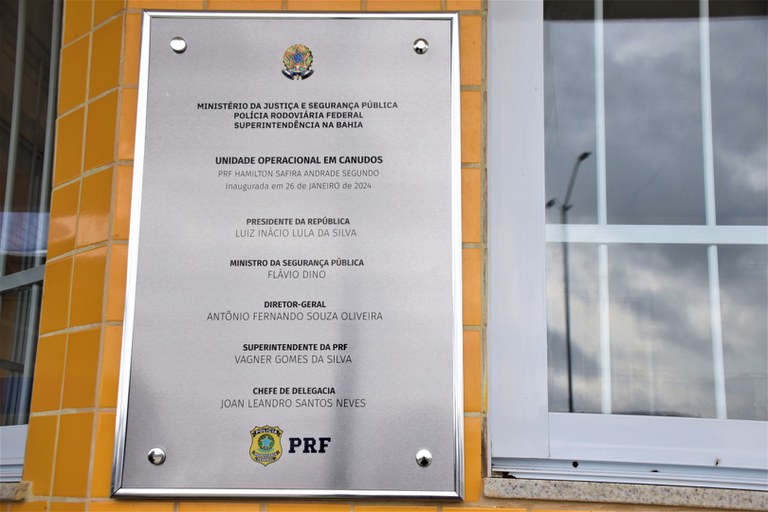 MINISTÉRIO DA JUSTIÇA E SEGURANÇA PÚBLICA
POLÍCIA RODOVIÁRIA FEDERAL
SUPERINTENDÊNCIA NA BAHIA
UNIDADE OPERACIONAL EM CANUDOS
PRF HAMILTON SAFIRA ANDRADE SEGUNDO
Inaugurada em 26 de JANEIRO de 2024
PRESIDENTE DA REPÚBLICA
LUIZ INÁCIO LULA DA SILVA
MINISTRO DA SEGURANÇA PÚBLICA
FLÁVIO DINO
DIRETOR-GERAL
ANTÔNIO FERNANDO SOUZA OLIVEIRA
SUPERINTENDENTE DA PRF
VAGNER GOMES DA SILVA
CHEFE DE DELEGACIA
JOAN LEANDRO SANTOS NEVES
POLÍCIA
PRF